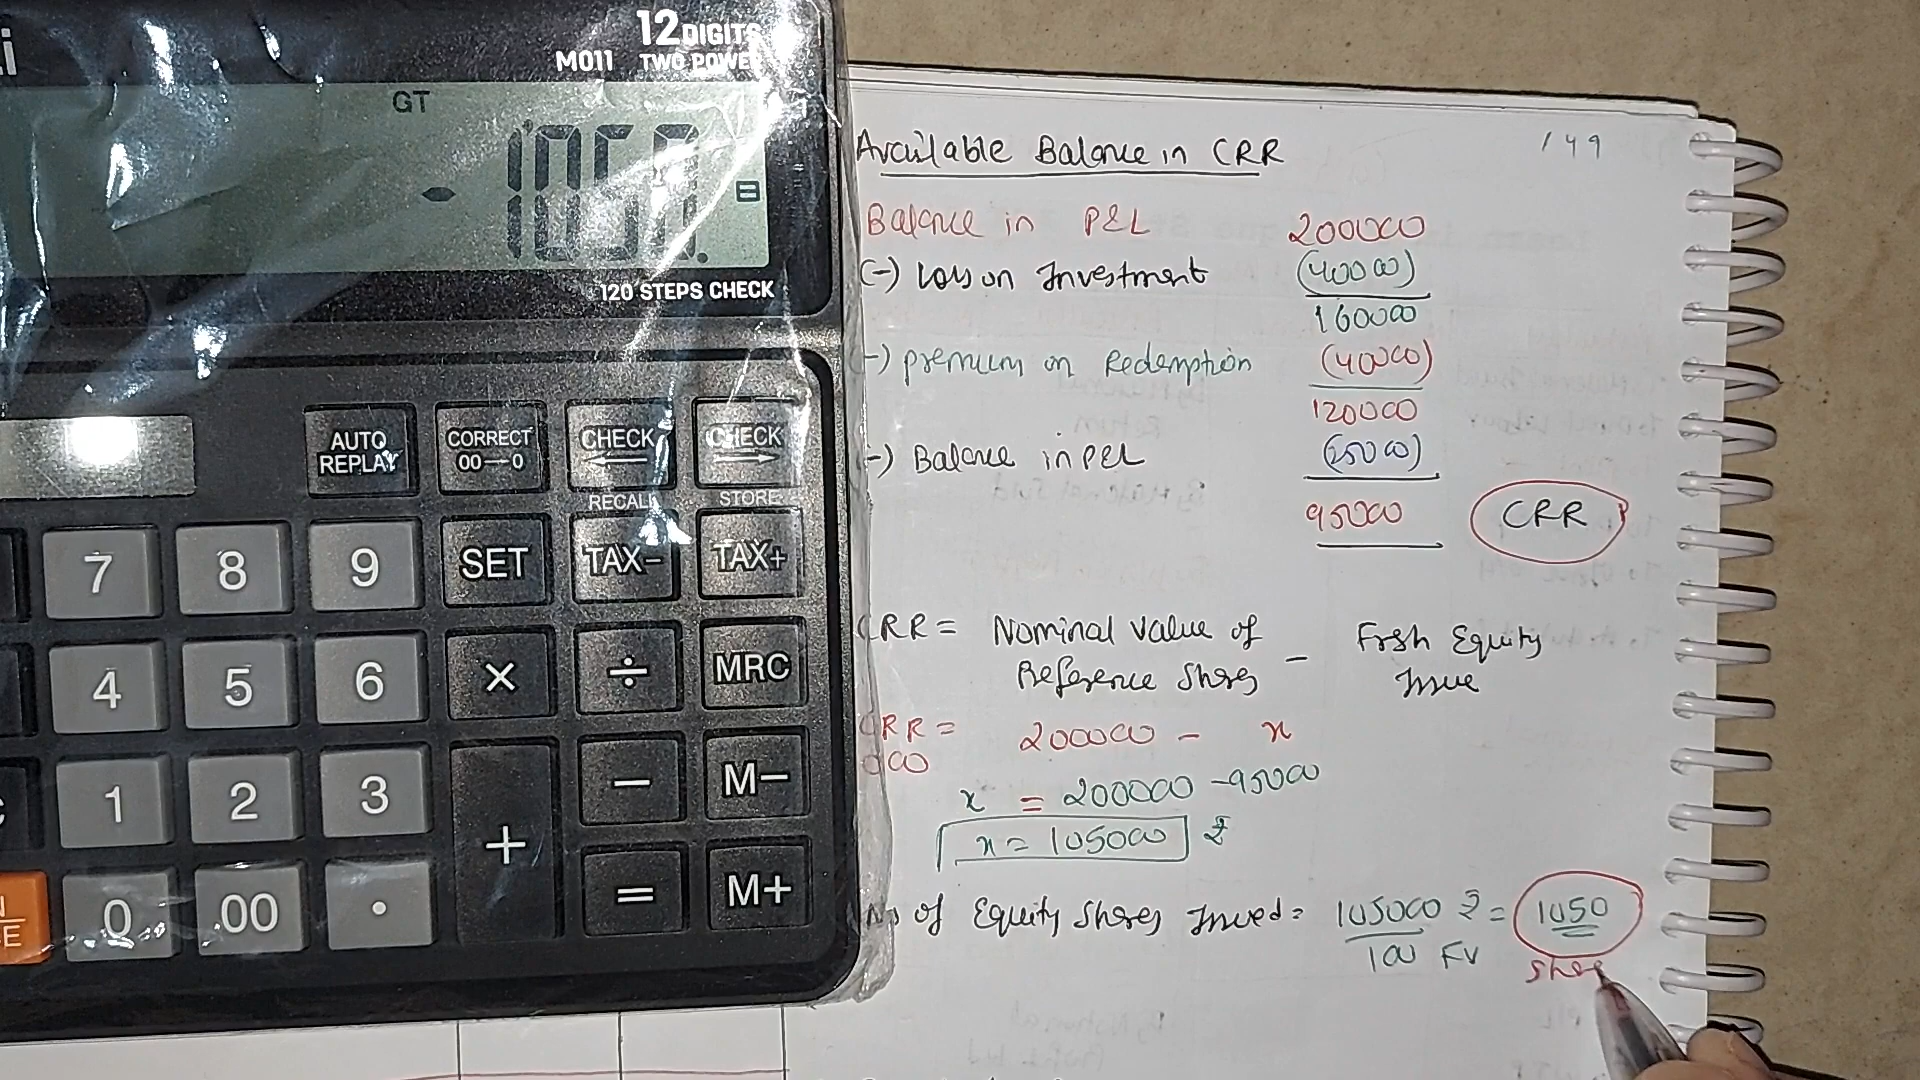 12 DIGITS
M011 TWO POWER
GT
- 1050. =
120 STEPS CHECK
AUTO REPLAY
CORRECT 00—0
CHECK ←
CHECK →
RECALL
STORE
7 8 9 SET TAX- TAX+
4 5 6 × ÷ MRC
1 2 3 + − M−
0 00 . = M+
149
Available Balance in CRR
Balance in P&L 200000
(-) Loss on Investment (40000)
160000
-) premium on Redemption (40000)
120000
-) Balance in P&L (25000)
95000 CRR
CRR = Nominal Value of
Preference Shares - Fresh Equity
Issue
CRR = 200000 - x
000
x = 200000 - 95000
x = 105000 ₹
No of Equity Shares Issued = 105000 ₹ = 1050
100 FV
Share